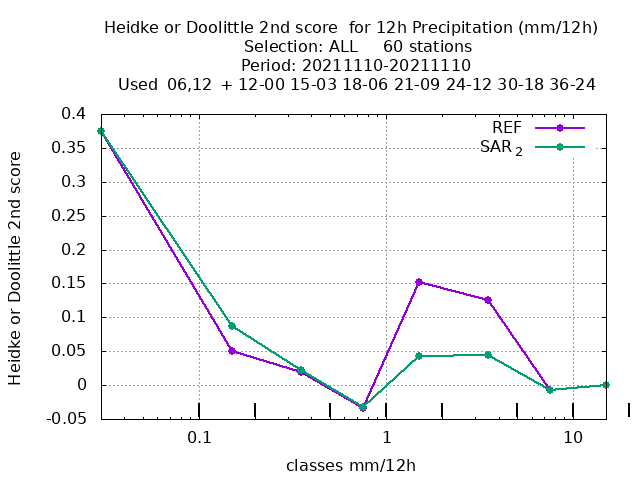 Heidke or Doolittle 2nd score  for 12h Precipitation (mm/12h)
Selection: ALL     60 stations
Period: 20211110-20211110
Used  06,12  + 12-00 15-03 18-06 21-09 24-12 30-18 36-24
Heidke or Doolittle 2nd score
0.4
0.35
0.3
0.25
0.2
0.15
0.1
0.05
0
-0.05
REF
SAR 2
0.1 1 10
classes mm/12h